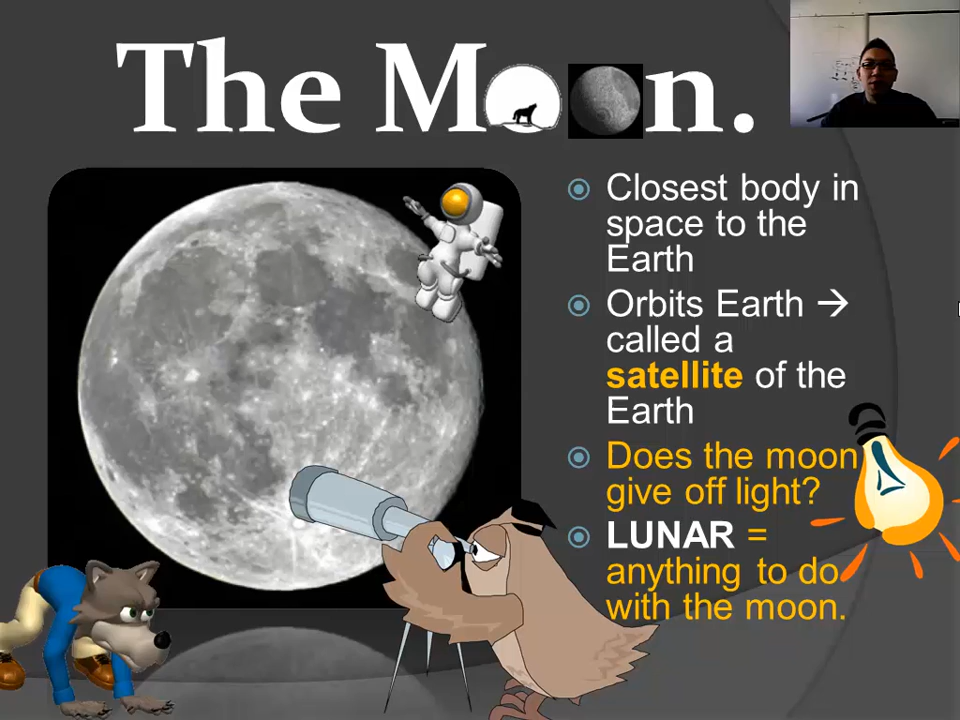 The Moon.
Closest body in
space to the
Earth
Orbits Earth →
called a
satellite of the
Earth
Does the moon
give off light?
LUNAR =
anything to do
with the moon.